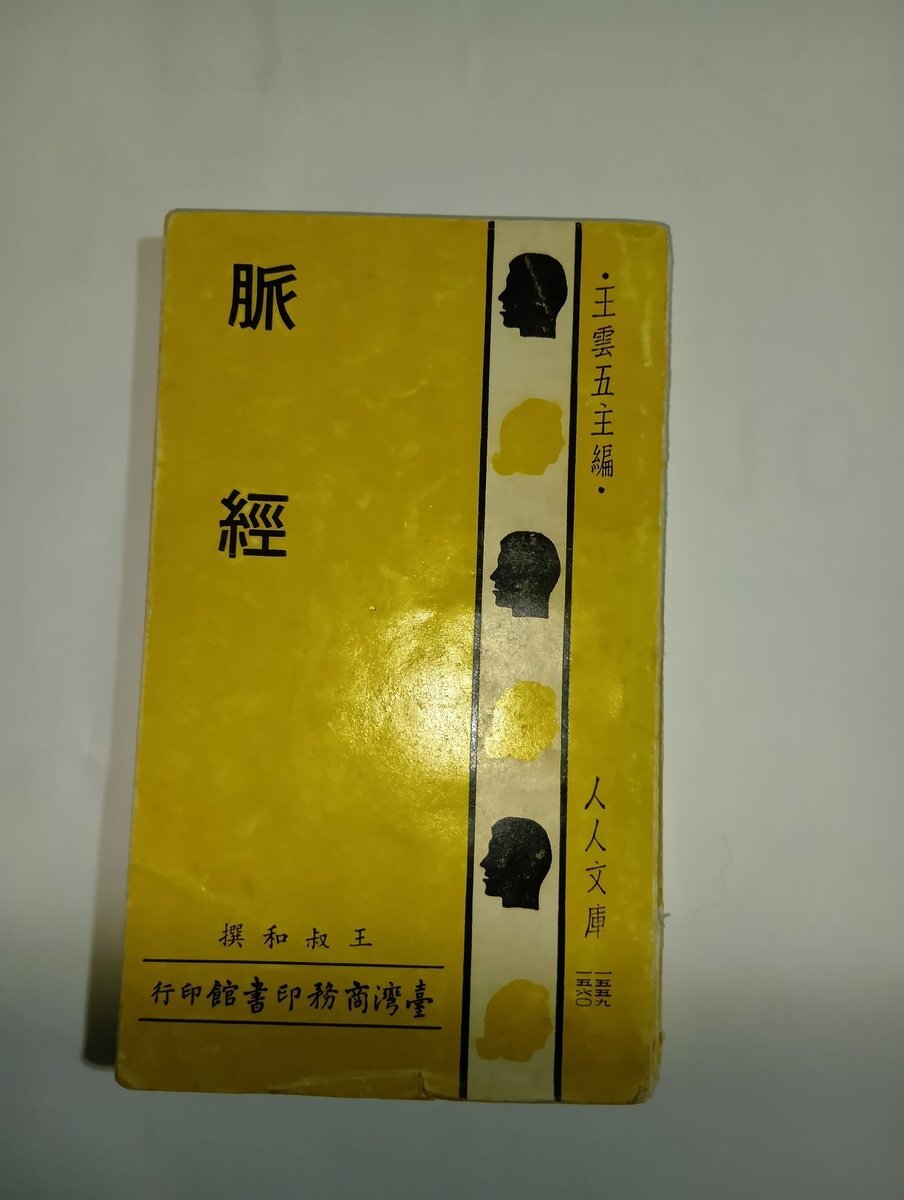 脈經
•王雲五主編•
人人文庫
一五五九
一五六〇
王叔和撰
臺灣商務印書館印行